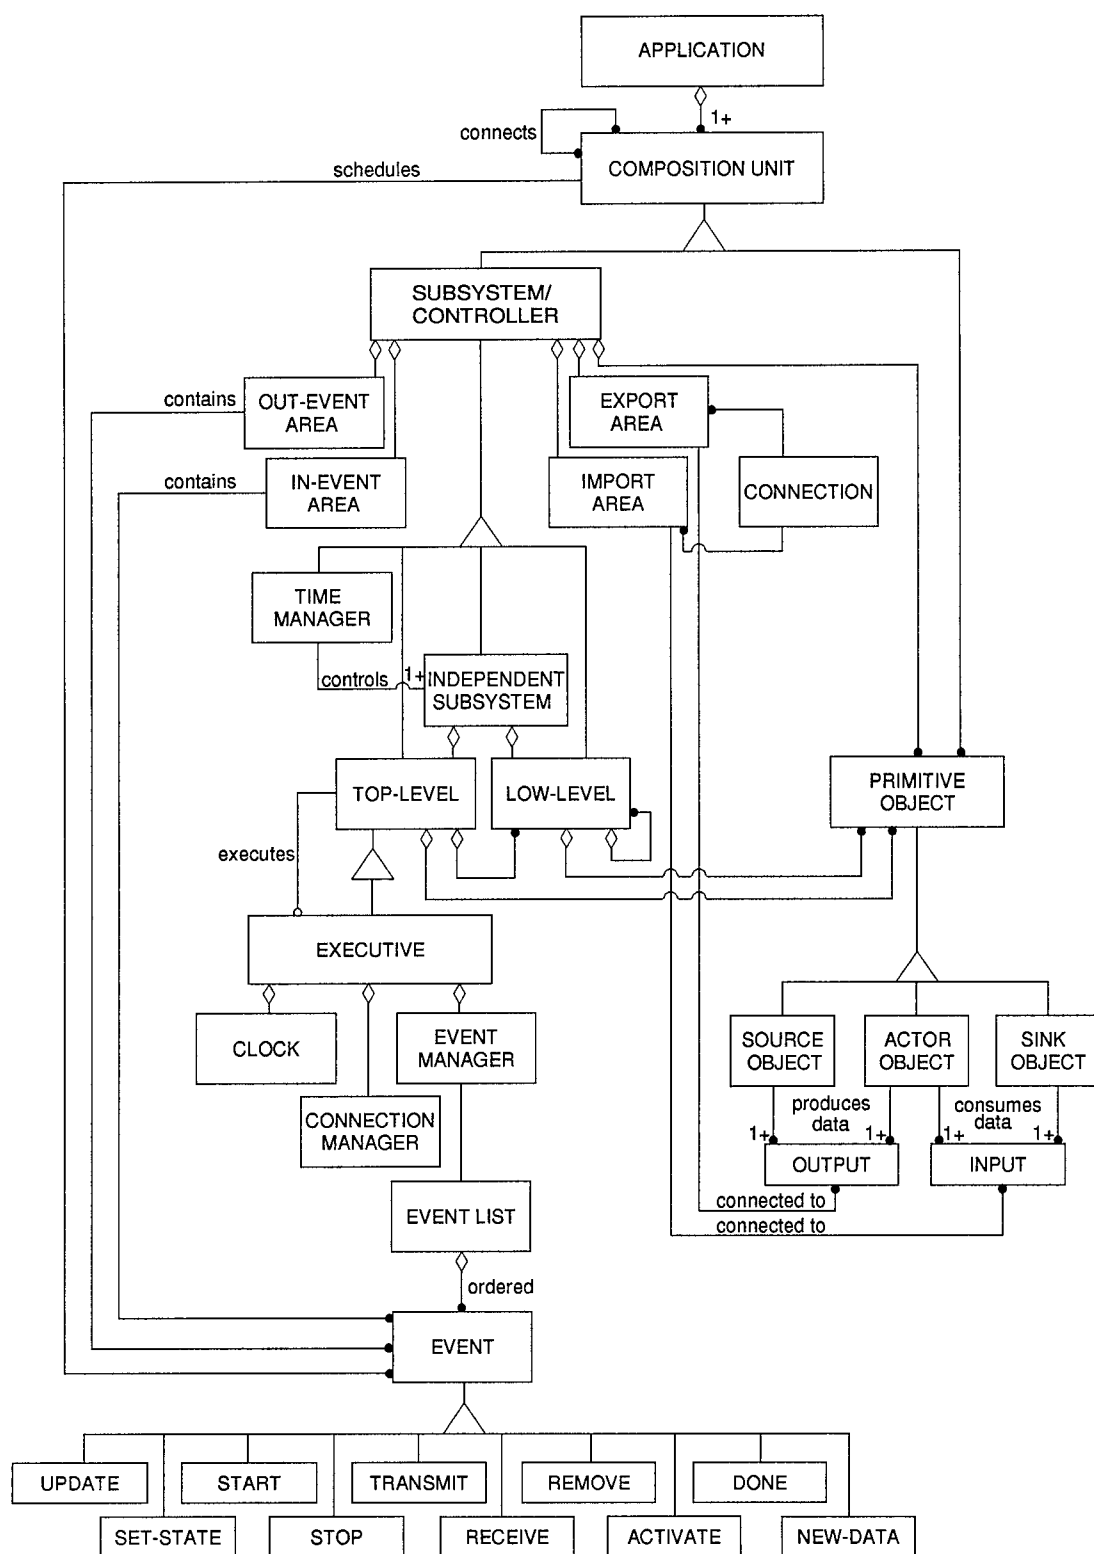 APPLICATION
1+
connects
COMPOSITION UNIT
schedules
SUBSYSTEM/
CONTROLLER
contains
OUT-EVENT
AREA
EXPORT
AREA
contains
IN-EVENT
AREA
IMPORT
AREA
CONNECTION
TIME
MANAGER
controls
1+
INDEPENDENT
SUBSYSTEM
TOP-LEVEL
LOW-LEVEL
PRIMITIVE
OBJECT
executes
EXECUTIVE
CLOCK
EVENT
MANAGER
SOURCE
OBJECT
ACTOR
OBJECT
SINK
OBJECT
CONNECTION
MANAGER
produces
data
consumes
data
1+
1+
1+
1+
OUTPUT
INPUT
connected to
connected to
EVENT LIST
ordered
EVENT
UPDATE
START
TRANSMIT
REMOVE
DONE
SET-STATE
STOP
RECEIVE
ACTIVATE
NEW-DATA